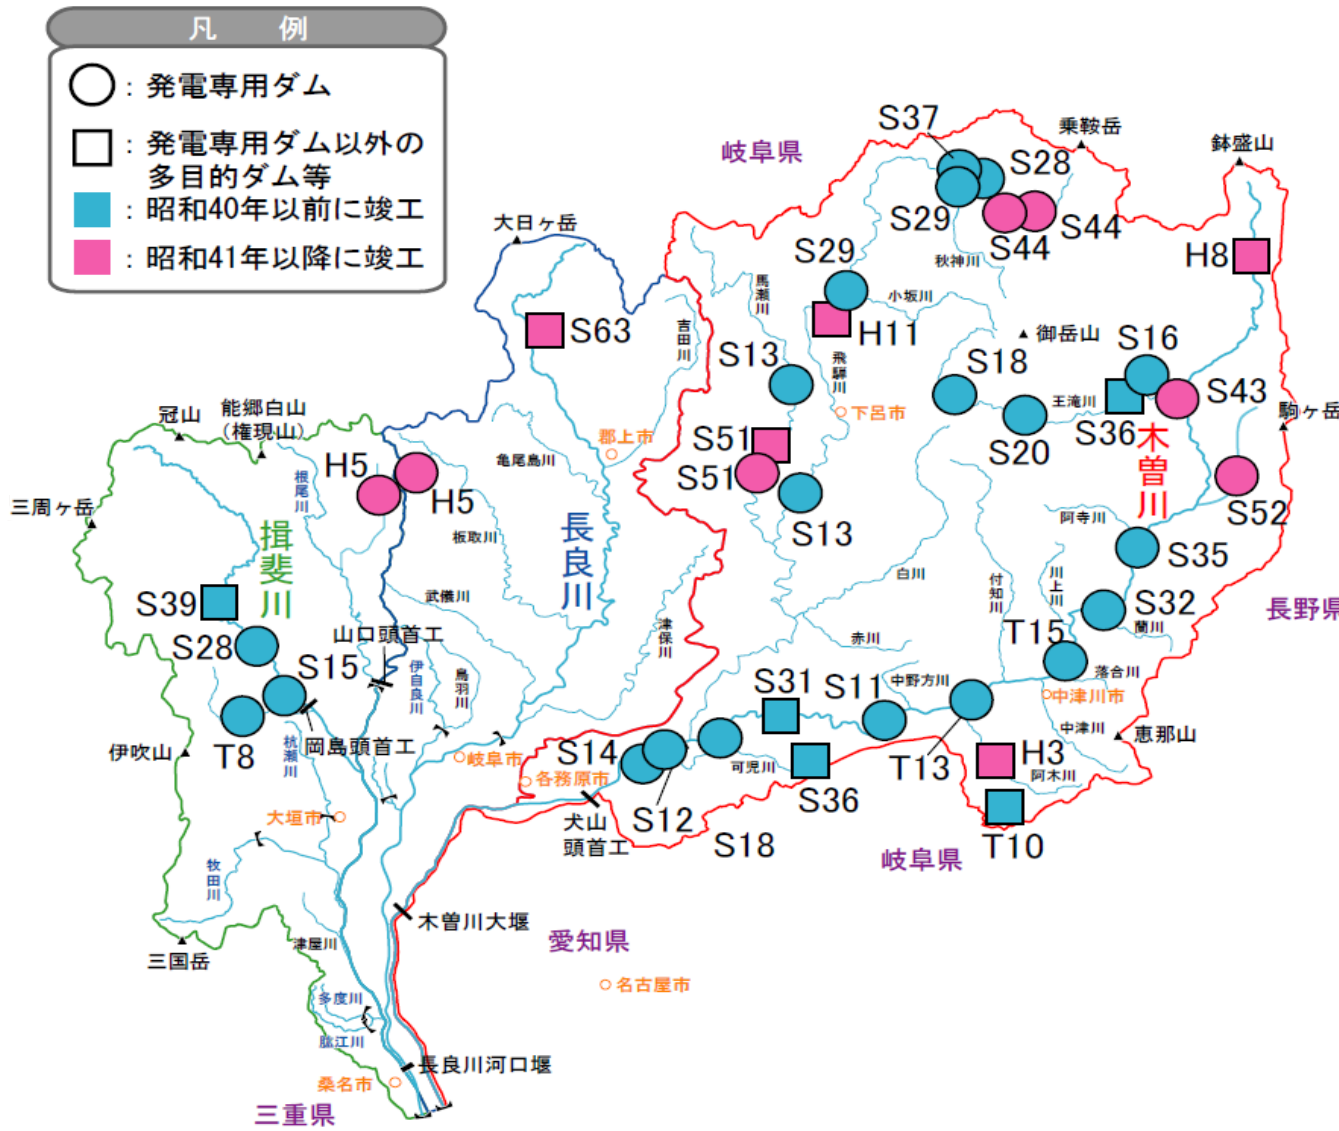 凡 例
：発電専用ダム
：発電専用ダム以外の
多目的ダム等
：昭和40年以前に竣工
：昭和41年以降に竣工
岐阜県
乗鞍岳
鉢盛山
大日ヶ岳
S37
S28
S29
S44
S44
秋神川
H8
S29
小坂川
馬瀬川
H11
飛騨川
御岳山
S63
吉田川
S13
S18
S16
S43
王滝川
S36
S20
駒ヶ岳
下呂市
木曽川
冠山
能郷白山
（権現山）
郡上市
亀尾島川
S51
S51
S13
H5
H5
根尾川
三周ヶ岳
揖斐川
長良川
板取川
阿寺川
S52
S35
白川
付知川
川上川
S32
蘭川
長野県
S39
S28
武儀川
山口頭首工
津保川
赤川
T15
落合川
中津川市
S15
伊自良川
鳥羽川
S31
S11
中野方川
T8
岡島頭首工
杭瀬川
伊吹山
岐阜市
各務原市
S14
可児川
S36
T13
H3
中津川
恵那山
阿木川
大垣市
犬山
頭首工
S12
S18
T10
岐阜県
牧田川
木曽川大堰
愛知県
三国岳
津屋川
名古屋市
多度川
肱江川
長良川河口堰
桑名市
三重県